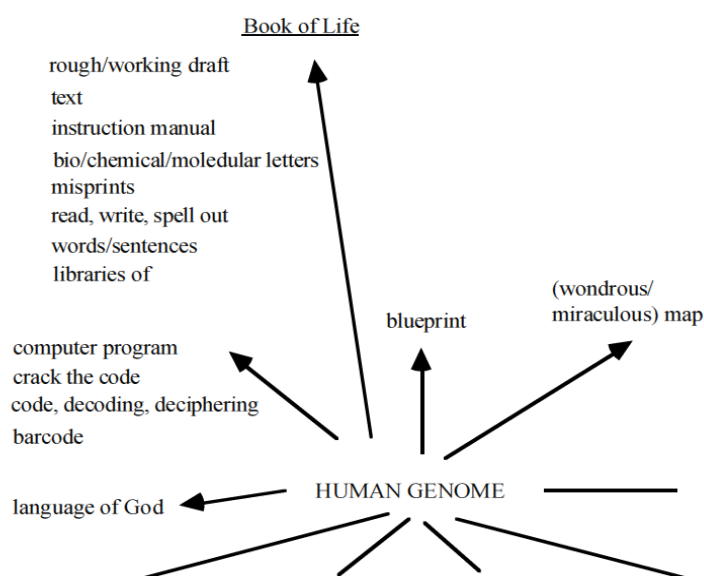 Book of Life
rough/working draft
text
instruction manual
bio/chemical/moledular letters
misprints
read, write, spell out
words/sentences
libraries of
(wondrous/
miraculous) map
blueprint
computer program
crack the code
code, decoding, deciphering
barcode
HUMAN GENOME
language of God